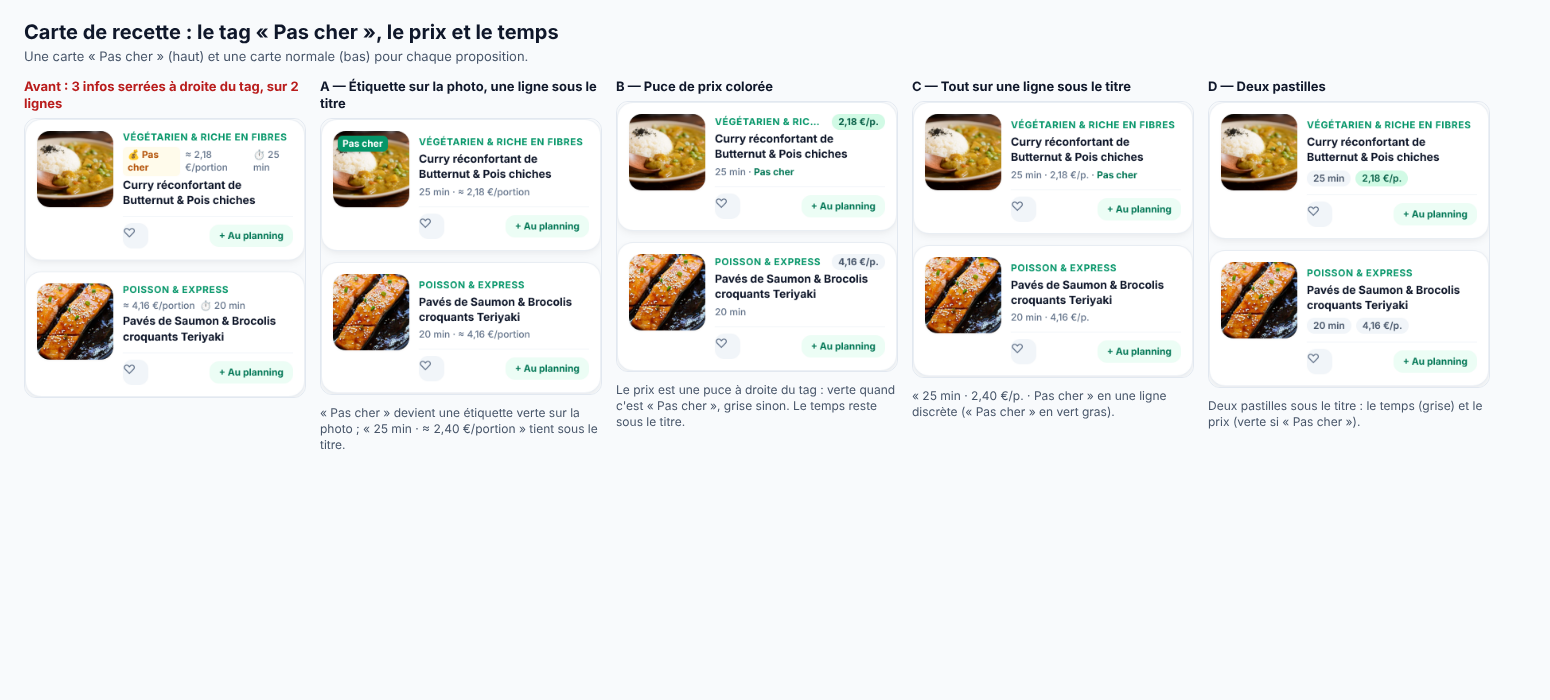 Carte de recette : le tag « Pas cher », le prix et le temps
Une carte « Pas cher » (haut) et une carte normale (bas) pour chaque proposition.
Avant : 3 infos serrées à droite du tag, sur 2
lignes
VÉGÉTARIEN & RICHE EN FIBRES
💰 Pas
cher
≈ 2,18
€/portion
⏱️ 25
min
Curry réconfortant de
Butternut & Pois chiches
♡
+ Au planning
POISSON & EXPRESS
≈ 4,16 €/portion ⏱️ 20 min
Pavés de Saumon & Brocolis
croquants Teriyaki
♡
+ Au planning
A — Étiquette sur la photo, une ligne sous le
titre
Pas cher
VÉGÉTARIEN & RICHE EN FIBRES
Curry réconfortant de
Butternut & Pois chiches
25 min · ≈ 2,18 €/portion
♡
+ Au planning
POISSON & EXPRESS
Pavés de Saumon & Brocolis
croquants Teriyaki
20 min · ≈ 4,16 €/portion
♡
+ Au planning
« Pas cher » devient une étiquette verte sur la
photo ; « 25 min · ≈ 2,40 €/portion » tient sous le
titre.
B — Puce de prix colorée
VÉGÉTARIEN & RIC... 2,18 €/p.
Curry réconfortant de
Butternut & Pois chiches
25 min · Pas cher
♡
+ Au planning
POISSON & EXPRESS 4,16 €/p.
Pavés de Saumon & Brocolis
croquants Teriyaki
20 min
♡
+ Au planning
Le prix est une puce à droite du tag : verte quand
c'est « Pas cher », grise sinon. Le temps reste
sous le titre.
C — Tout sur une ligne sous le titre
VÉGÉTARIEN & RICHE EN FIBRES
Curry réconfortant de
Butternut & Pois chiches
25 min · 2,18 €/p. · Pas cher
♡
+ Au planning
POISSON & EXPRESS
Pavés de Saumon & Brocolis
croquants Teriyaki
20 min · 4,16 €/p.
♡
+ Au planning
« 25 min · 2,40 €/p. · Pas cher » en une ligne
discrète (« Pas cher » en vert gras).
D — Deux pastilles
VÉGÉTARIEN & RICHE EN FIBRES
Curry réconfortant de
Butternut & Pois chiches
25 min 2,18 €/p.
♡
+ Au planning
POISSON & EXPRESS
Pavés de Saumon & Brocolis
croquants Teriyaki
20 min 4,16 €/p.
♡
+ Au planning
Deux pastilles sous le titre : le temps (grise) et le
prix (verte si « Pas cher »).